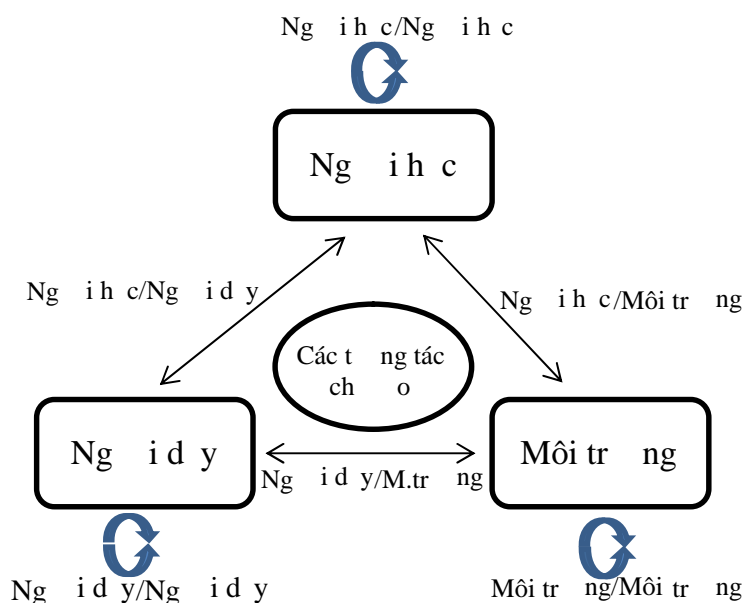 Ng i h c/Ng i h c
Ng i h c
Ng i h c/Ng i d y
Ng i h c/Môi tr ng
Các t ng tác
ch o
Ng i d y
Môi tr ng
Ng i d y/M.tr ng
Ng i d y/Ng i d y
Môi tr ng/Môi tr ng